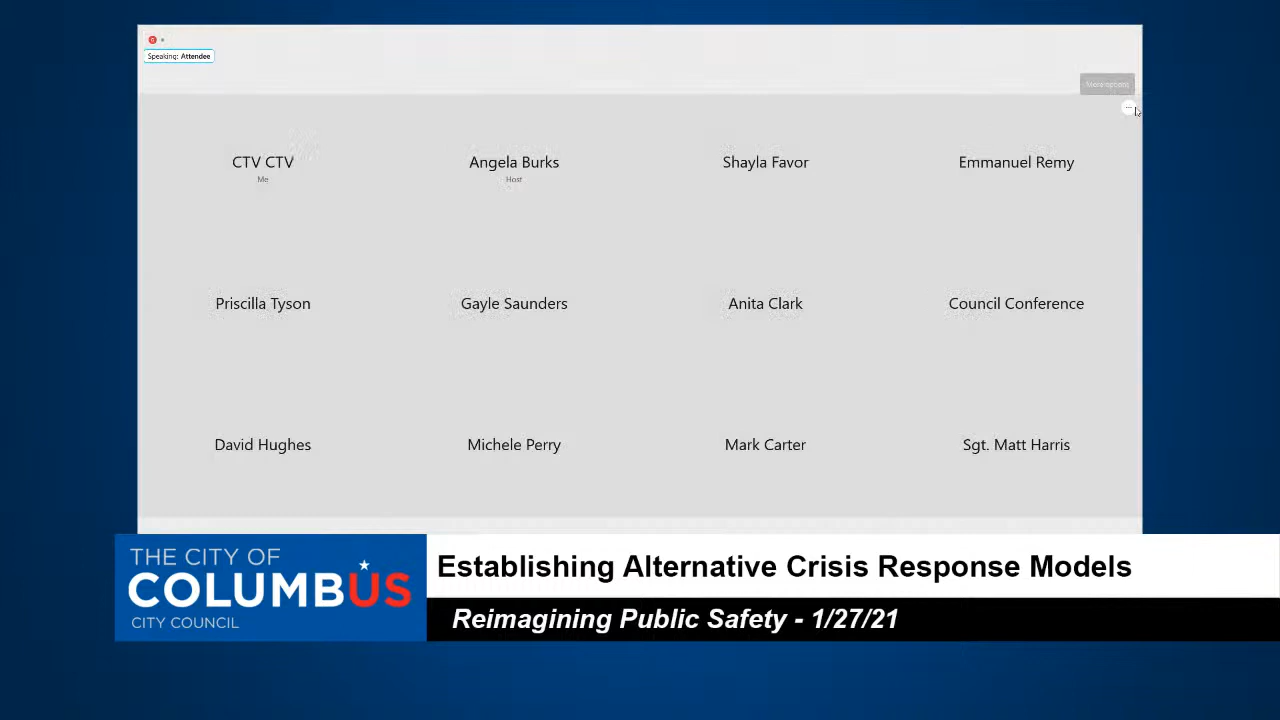 Speaking: Attendee
More options
CTV CTV
Me
Angela Burks
Host
Shayla Favor
Emmanuel Remy
Priscilla Tyson
Gayle Saunders
Anita Clark
Council Conference
David Hughes
Michele Perry
Mark Carter
Sgt. Matt Harris
THE CITY OF
COLUMBUS
CITY COUNCIL
Establishing Alternative Crisis Response Models
Reimagining Public Safety - 1/27/21